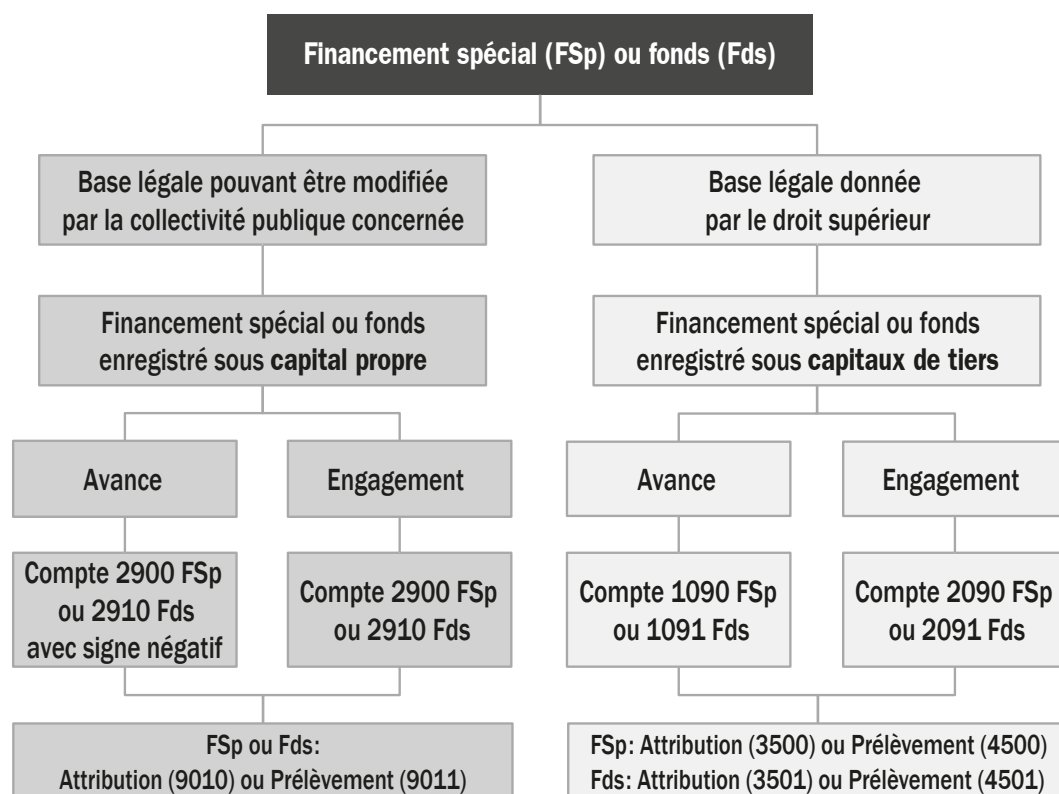 Financement spécial (FSp) ou fonds (Fds)
Base légale pouvant être modifiée
par la collectivité publique concernée
Base légale donnée
par le droit supérieur
Financement spécial ou fonds
enregistré sous capital propre
Financement spécial ou fonds
enregistré sous capitaux de tiers
Avance
Engagement
Avance
Engagement
Compte 2900 FSp
ou 2910 Fds
avec signe négatif
Compte 2900 FSp
ou 2910 Fds
Compte 1090 FSp
ou 1091 Fds
Compte 2090 FSp
ou 2091 Fds
FSp ou Fds:
Attribution (9010) ou Prélèvement (9011)
FSp: Attribution (3500) ou Prélèvement (4500)
Fds: Attribution (3501) ou Prélèvement (4501)